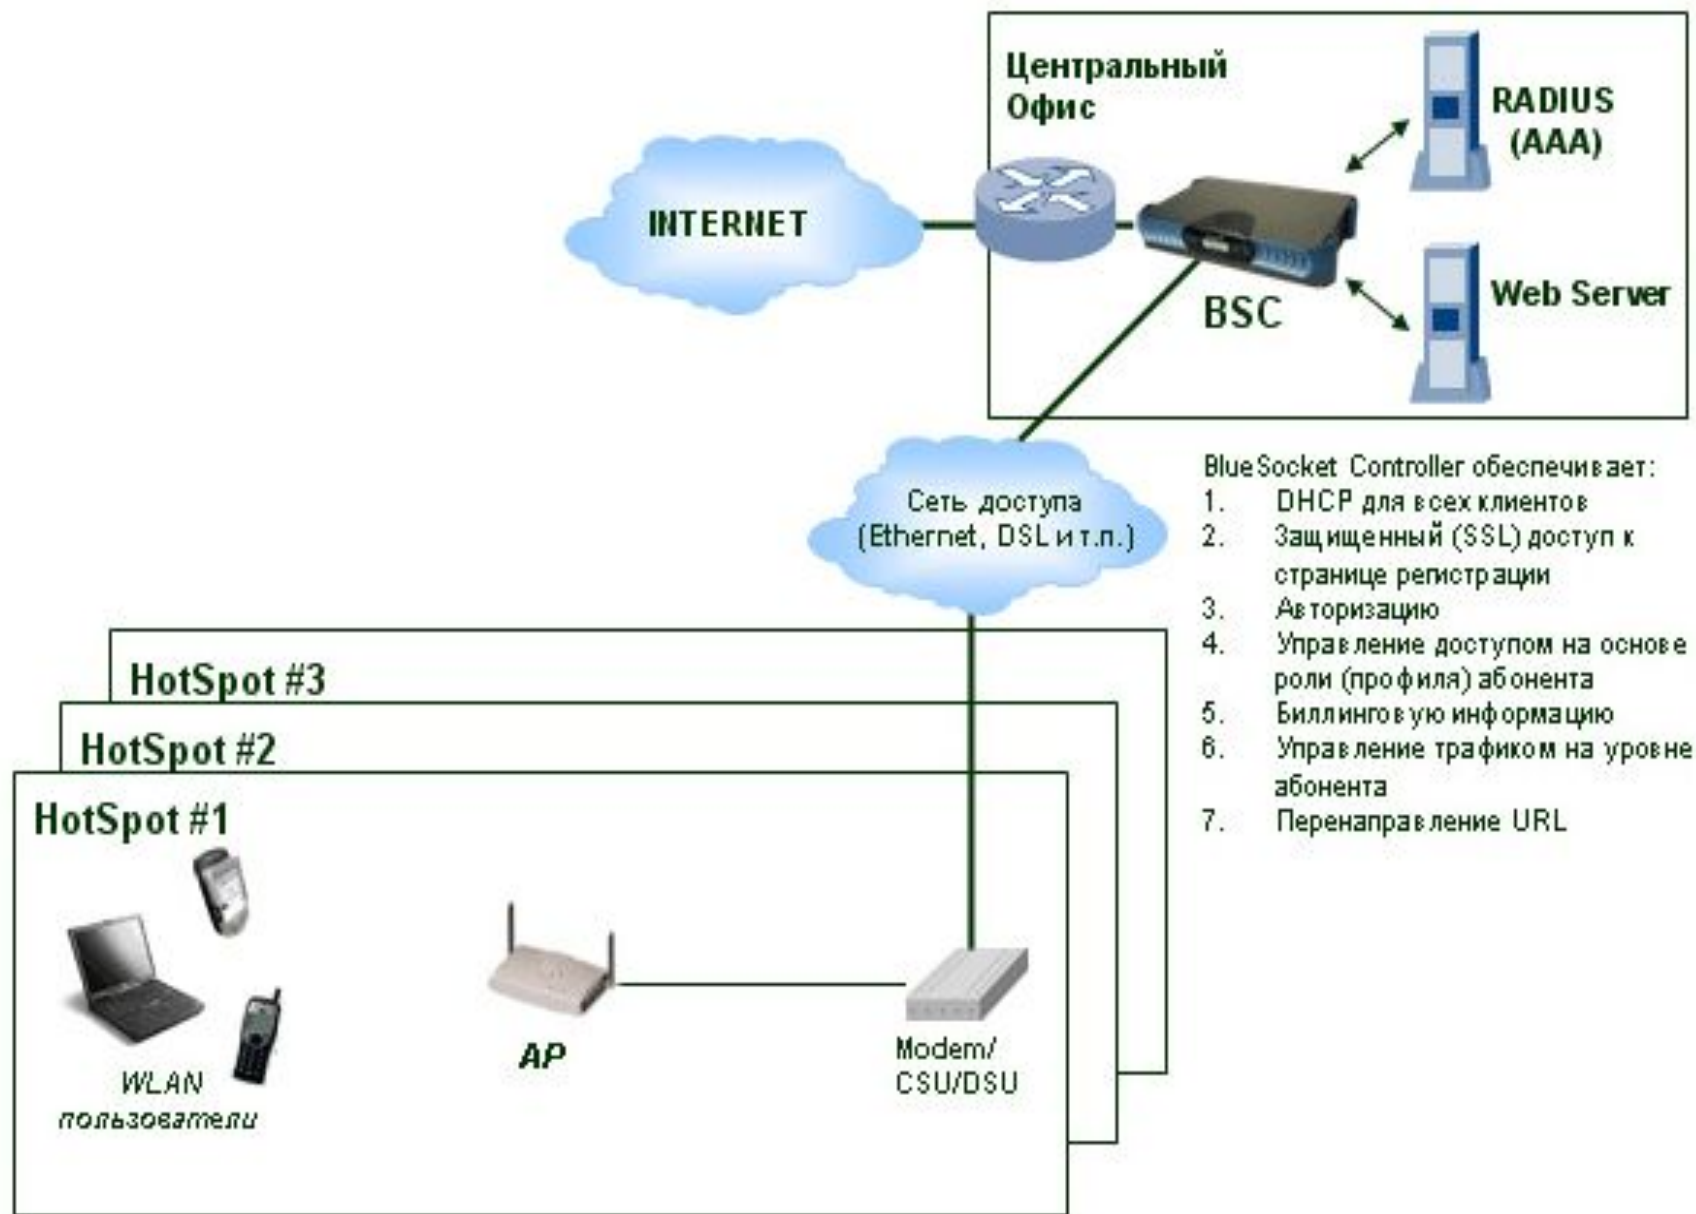 Центральный
Офис
RADIUS
(AAA)
INTERNET
BSC
Web Server
Сеть доступа
(Ethernet, DSL и т.п.)
BlueSocket Controller обеспечивает:
1. DHCP для всех клиентов
2. Защищенный (SSL) доступ к
странице регистрации
3. Авторизацию
4. Управление доступом на основе
роли (профиля) абонента
5. Биллинговую информацию
6. Управление трафиком на уровне
абонента
7. Перенаправление URL
HotSpot #3
HotSpot #2
HotSpot #1
AP
Modem/
CSU/DSU
WLAN
пользователи